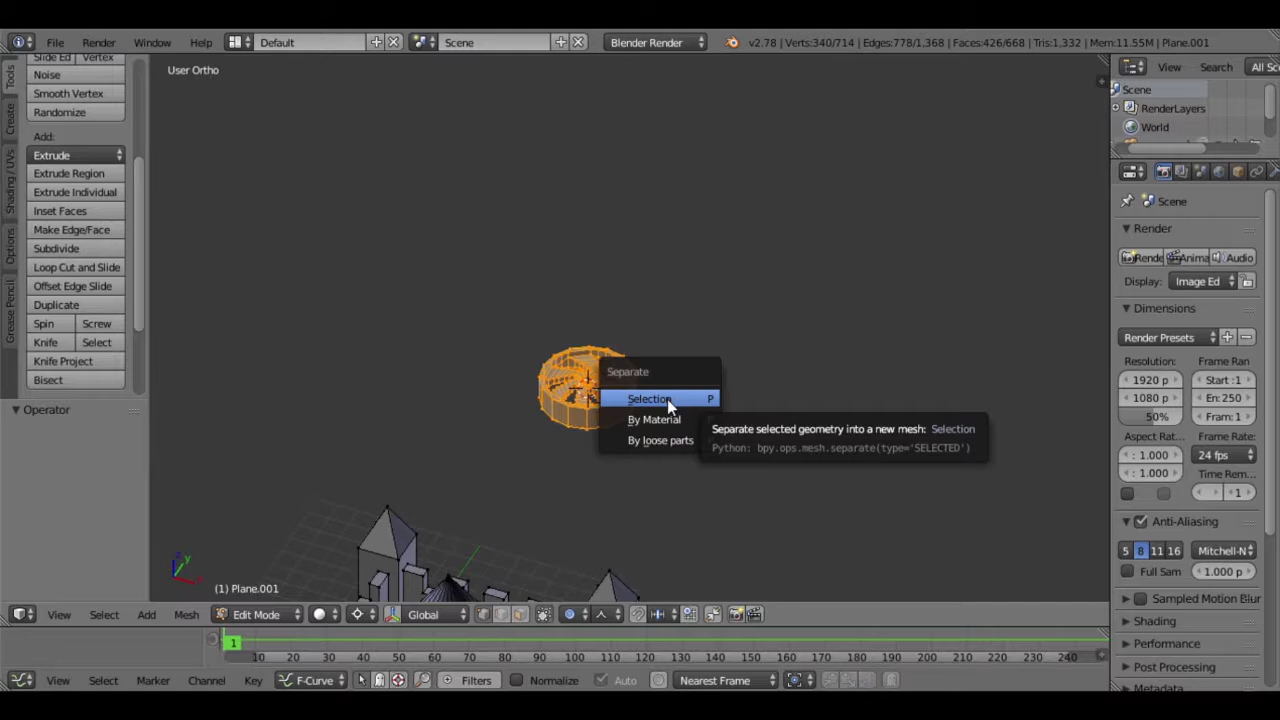 File Render Window Help Default Scene Blender Render v2.78 | Verts:340/714 | Edges:778/1,368 | Faces:426/668 | Tris:1,332 | Mem:11.55M | Plane.001
Slide Ed Vertex
Noise
Smooth Vertex
Randomize
Add:
Extrude
Extrude Region
Extrude Individual
Inset Faces
Make Edge/Face
Subdivide
Loop Cut and Slide
Offset Edge Slide
Duplicate
Spin Screw
Knife Select
Knife Project
Bisect
Operator
Tools
Create
Shading / UVs
Options
Grease Pencil
User Ortho
Separate
Selection P
By Material
By loose parts
Separate selected geometry into a new mesh: Selection
Python: bpy.ops.mesh.separate(type='SELECTED')
(1) Plane.001
View Select Add Mesh Edit Mode Global
1
10 20 30 40 50 60 70 80 90 100 110 120 130 140 150 160 170 180 190 200 210 220 230 240
View Select Marker Channel Key F-Curve Filters Normalize Auto Nearest Frame
View Search All Sc
Scene
RenderLayers
World
Scene
Render
Rende Anima Audio
Display: Image Ed
Dimensions
Render Presets
Resolution: Frame Ran
1920 p Start :1
1080 p En: 250
50% Fram: 1
Aspect Rat.. Frame Rate
: 1.000 24 fps
: 1.000 Time Rem..
1
Anti-Aliasing
5 8 11 16 Mitchell-N
Full Sam 1.000 p
Sampled Motion Blur
Shading
Performance
Post Processing
Metadata